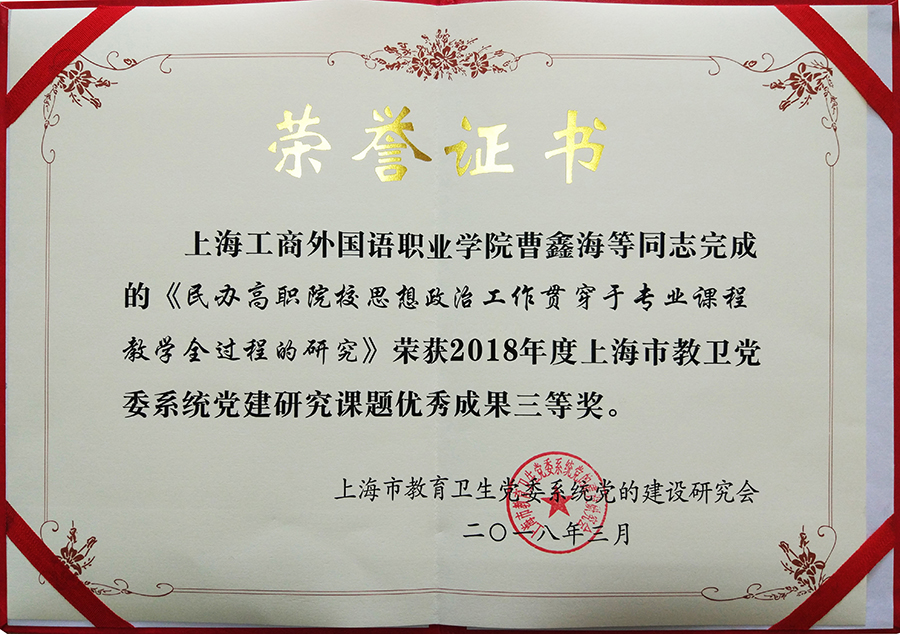 荣誉证书
上海工商外国语职业学院曹鑫海等同志完成
的《民办高职院校思想政治工作贯穿于专业课程
教学全过程的研究》荣获2018年度上海市教卫党
委系统党建研究课题优秀成果三等奖。
上海市教育卫生党委系统党的建设研究会
二〇一八年三月